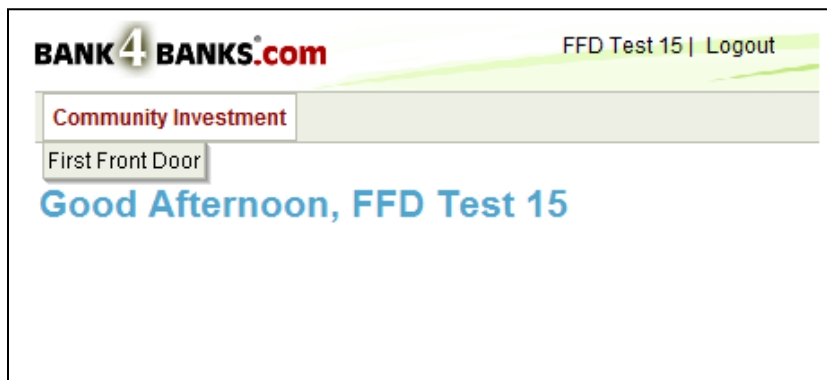 BANK4BANKS.com
FFD Test 15 | Logout
Community Investment
First Front Door
Good Afternoon, FFD Test 15